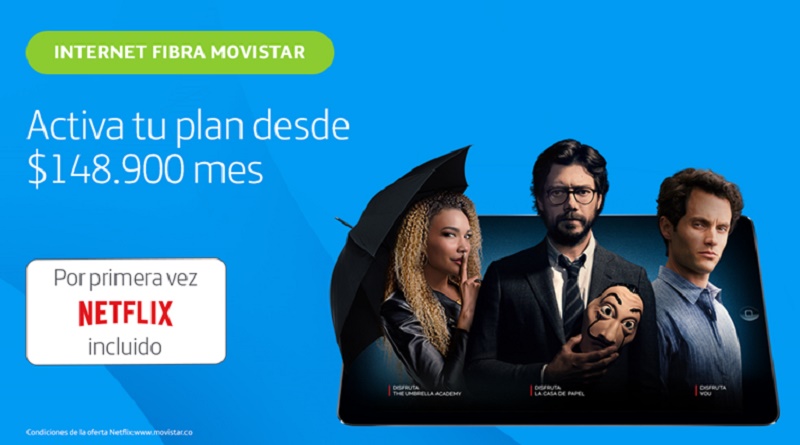 INTERNET FIBRA MOVISTAR
Activa tu plan desde
$148.900 mes
Por primera vez
NETFLIX
incluido
DISFRUTA:
THE UMBRELLA ACADEMY
DISFRUTA:
LA CASA DE PAPEL
DISFRUTA
YOU
Condiciones de la oferta Netflix:www.movistar.co